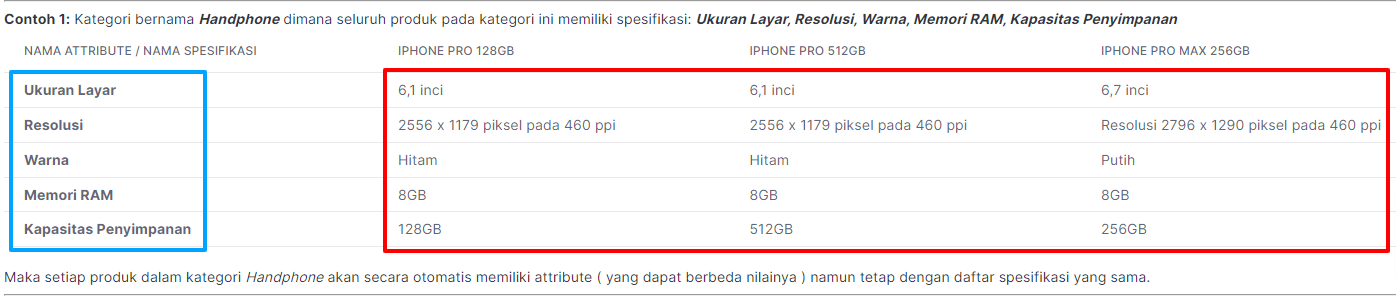 Contoh 1: Kategori bernama Handphone dimana seluruh produk pada kategori ini memiliki spesifikasi: Ukuran Layar, Resolusi, Warna, Memori RAM, Kapasitas Penyimpanan
NAMA ATTRIBUTE / NAMA SPESIFIKASI IPHONE PRO 128GB IPHONE PRO 512GB IPHONE PRO MAX 256GB
Ukuran Layar 6,1 inci 6,1 inci 6,7 inci
Resolusi 2556 x 1179 piksel pada 460 ppi 2556 x 1179 piksel pada 460 ppi Resolusi 2796 x 1290 piksel pada 460 ppi
Warna Hitam Hitam Putih
Memori RAM 8GB 8GB 8GB
Kapasitas Penyimpanan 128GB 512GB 256GB
Maka setiap produk dalam kategori Handphone akan secara otomatis memiliki attribute ( yang dapat berbeda nilainya ) namun tetap dengan daftar spesifikasi yang sama.